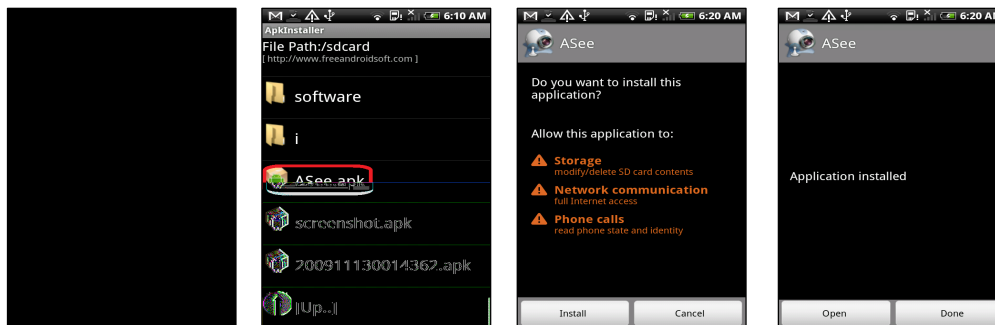 6:10 AM
ApkInstaller
File Path:/sdcard
[ http://www.freeandroidsoft.com ]
software
i
ASee.apk
screenshot.apk
200911130014362.apk
[Up..]
6:20 AM
ASee
Do you want to install this
application?
Allow this application to:
Storage
modify/delete SD card contents
Network communication
full Internet access
Phone calls
read phone state and identity
Install
Cancel
6:20 AM
ASee
Application installed
Open
Done